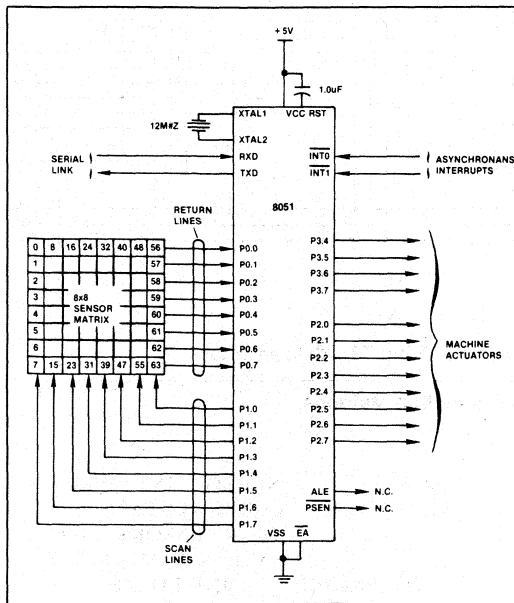 + 5V
1.0uF
XTAL1
VCC RST
12M#Z
XTAL2
SERIAL
LINK
RXD
TXD
INT0
INT1
ASYNCHRONANS
INTERRUPTS
8051
RETURN
LINES
0 8 16 24 32 40 48 56
1 57
2 58
3 59
4 60
5 61
6 62
7 15 23 31 39 47 55 63
8x8
SENSOR
MATRIX
P0.0
P0.1
P0.2
P0.3
P0.4
P0.5
P0.6
P0.7
P1.0
P1.1
P1.2
P1.3
P1.4
P1.5
P1.6
P1.7
SCAN
LINES
P3.4
P3.5
P3.6
P3.7
P2.0
P2.1
P2.2
P2.3
P2.4
P2.5
P2.6
P2.7
MACHINE
ACTUATORS
ALE
N.C.
PSEN
N.C.
VSS
EA